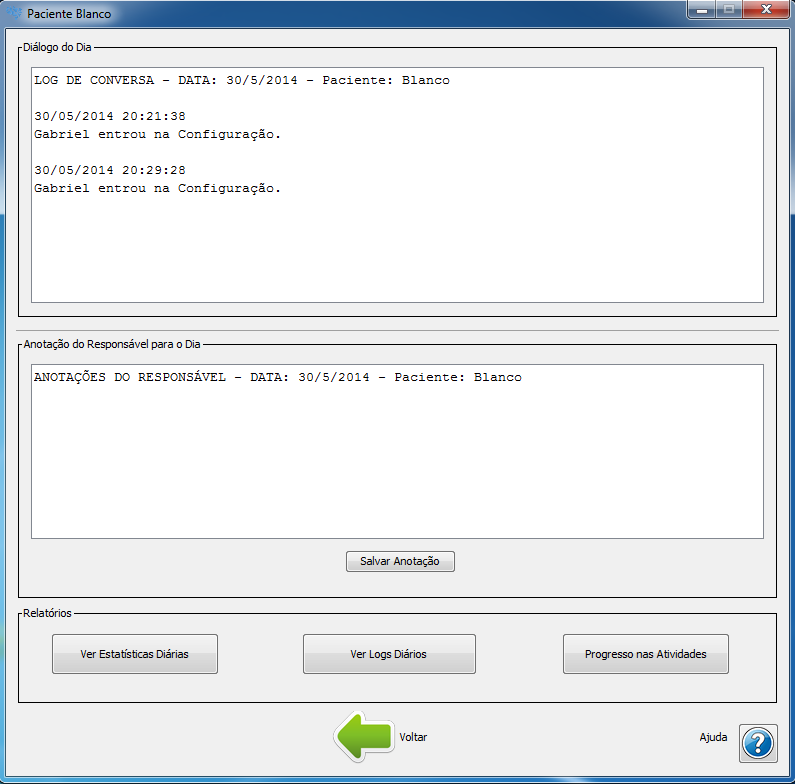 Paciente Blanco
Diálogo do Dia
LOG DE CONVERSA - DATA: 30/5/2014 - Paciente: Blanco
30/05/2014 20:21:38
Gabriel entrou na Configuração.
30/05/2014 20:29:28
Gabriel entrou na Configuração.
Anotação do Responsável para o Dia
ANOTAÇÕES DO RESPONSÁVEL - DATA: 30/5/2014 - Paciente: Blanco
Salvar Anotação
Relatórios
Ver Estatísticas Diárias
Ver Logs Diários
Progresso nas Atividades
Voltar
Ajuda
?